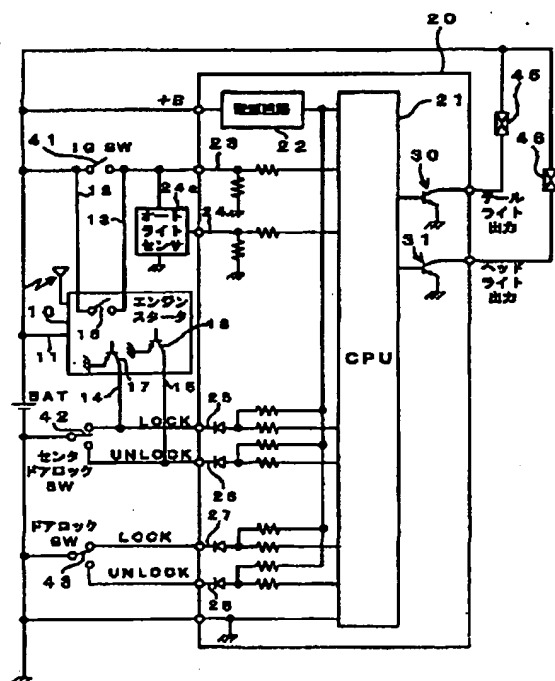 20
45
+B
電源回路
21
41
IG SW
22
46
23
12
24a
30
13
オート
ライト
センサ
24
テール
ライト
出力
31
エンジン
スタータ
ヘッド
ライト
出力
10
16
18
11
CPU
17
15
BAT
14
25
42
LOCK
センタ
ドアロック
SW
UNLOCK
26
ドアロック
SW
27
LOCK
43
UNLOCK
28